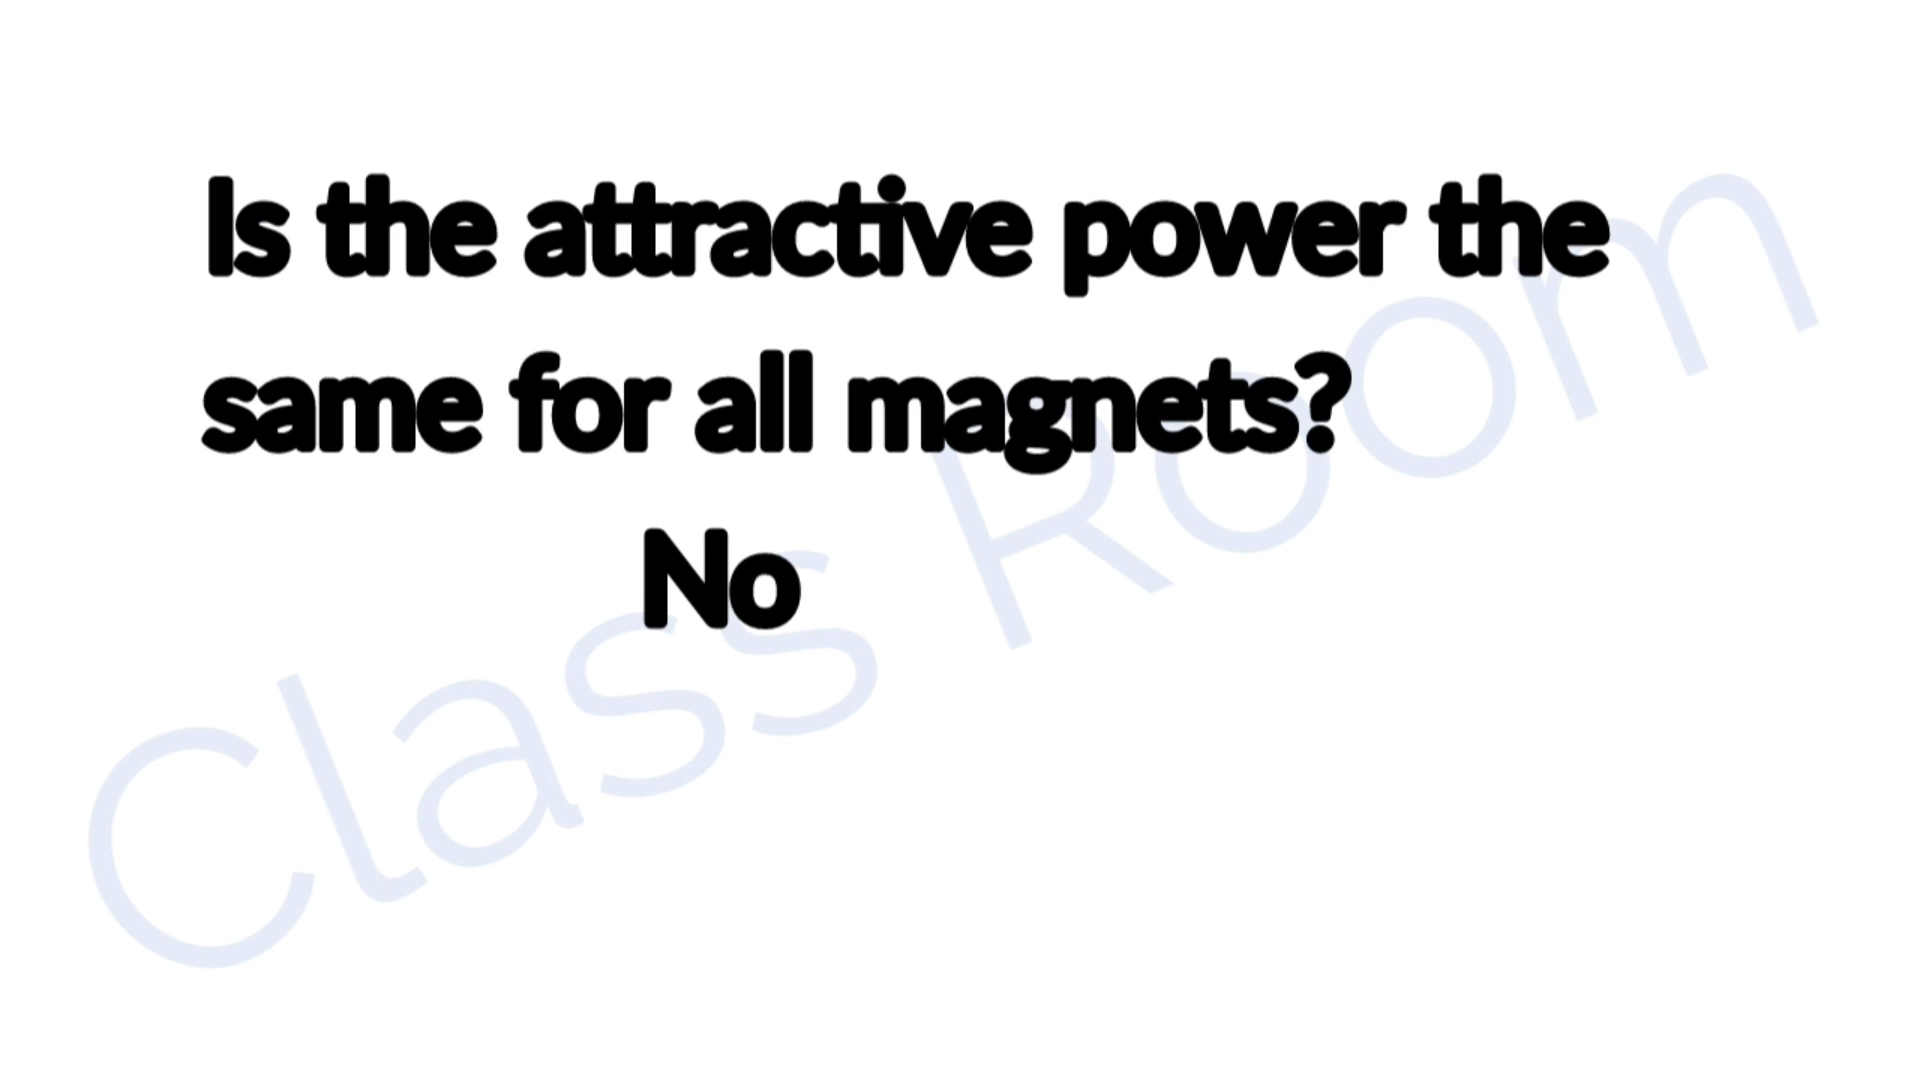 Is the attractive power the
same for all magnets?
No
Class Room